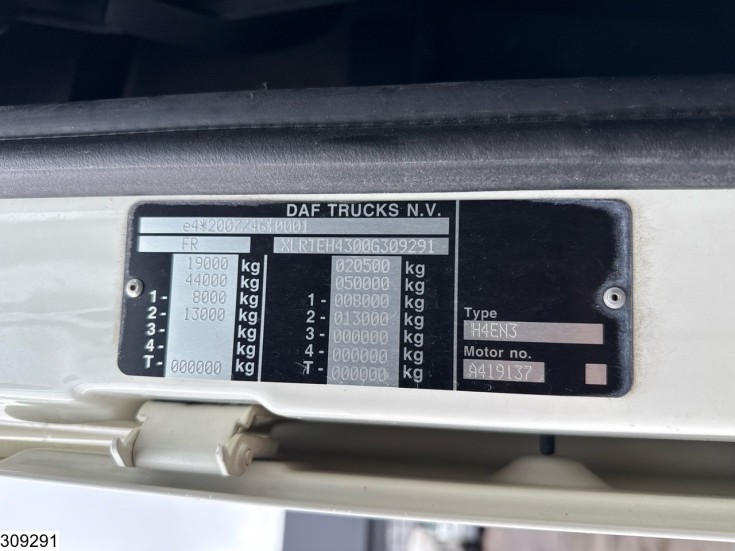 DAF TRUCKS N.V.
e4*2007/46*0001
FR XLRTEH4300G309291
19000 kg 020500 kg
44000 kg 050000 kg
1- 8000 kg 1- 008000 kg
2- 13000 kg 2- 013000 kg
3- kg 3- 000000 kg
4- kg 4- 000000 kg
T- 000000 kg T- 000000 kg
Type
H4EN3
Motor no.
A419137
309291